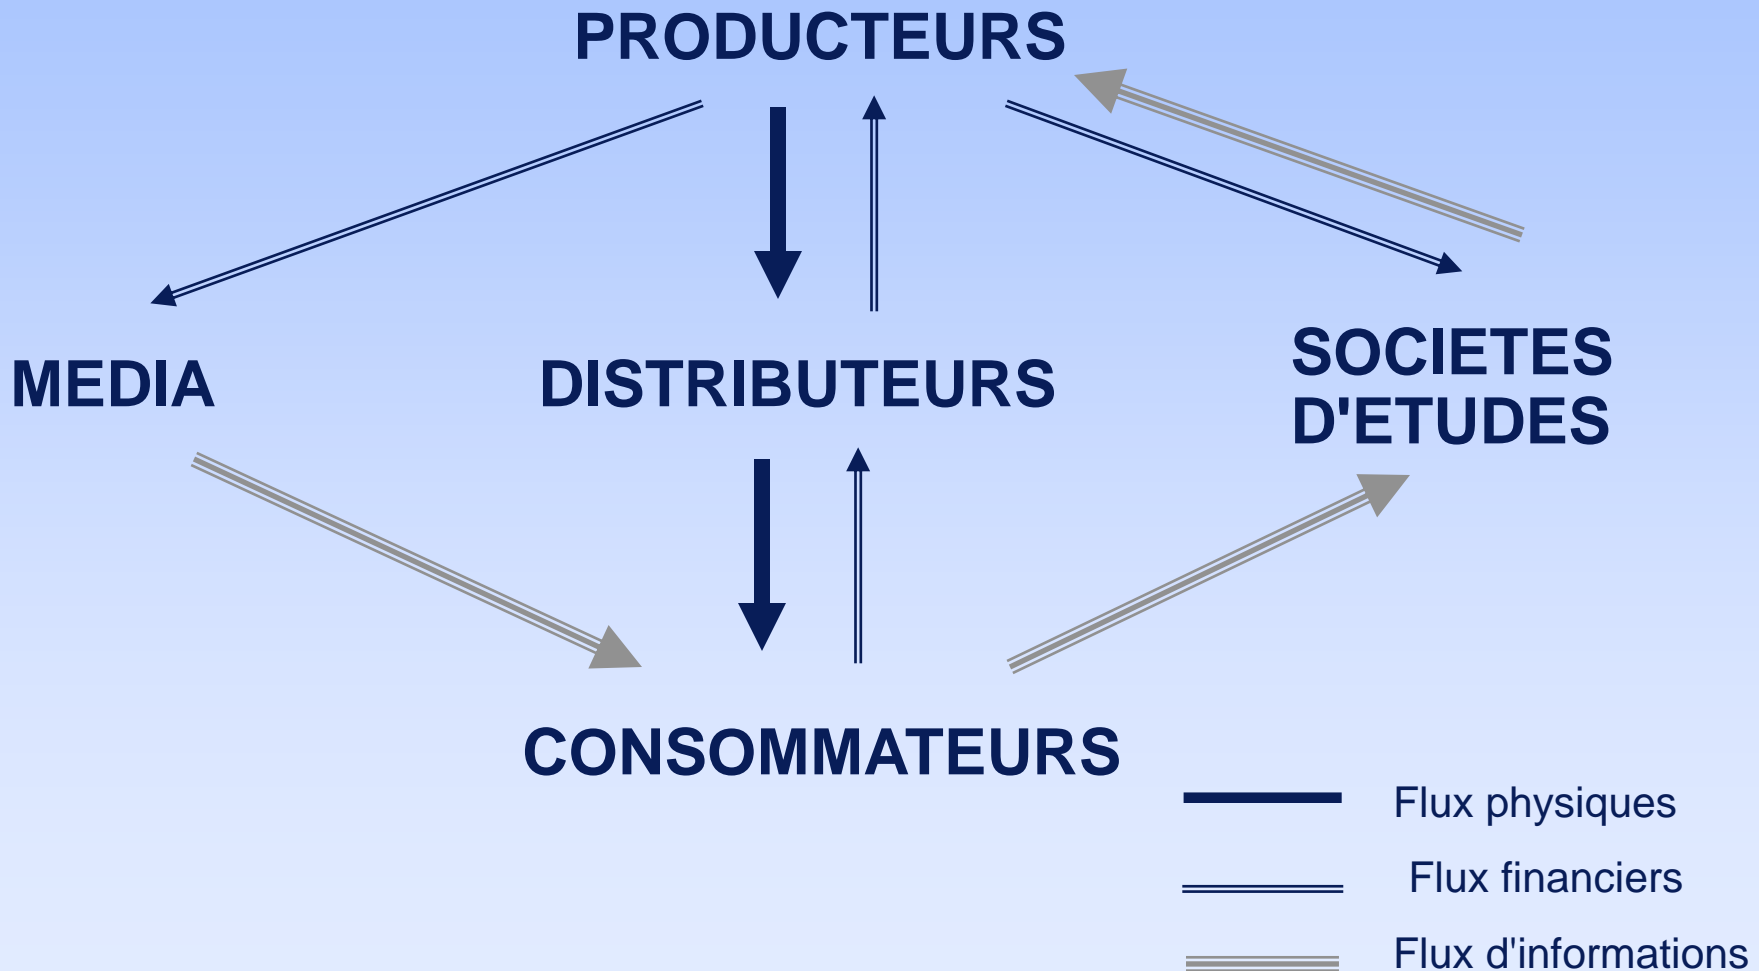 PRODUCTEURS
MEDIA
DISTRIBUTEURS
SOCIETES
D'ETUDES
CONSOMMATEURS
Flux physiques
Flux financiers
Flux d'informations